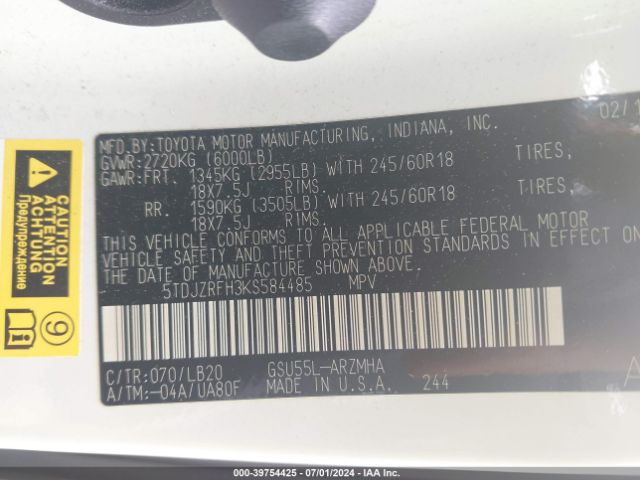 MFD. BY: TOYOTA MOTOR MANUFACTURING, INDIANA, INC. 02/1
GVWR: 2720KG (6000LB)
GAWR: FRT. 1345KG (2955LB) WITH 245/60R18 TIRES,
18X7.5J RIMS.
RR. 1590KG (3505LB) WITH 245/60R18 TIRES,
18X7.5J RIMS.
THIS VEHICLE CONFORMS TO ALL APPLICABLE FEDERAL MOTOR
VEHICLE SAFETY AND THEFT PREVENTION STANDARDS IN EFFECT ON
THE DATE OF MANUFACTURE SHOWN ABOVE.
5TDJZRFH3KS584485 MPV
C/TR: 070/LB20 GSU55L-ARZMHA
A/TM: -04A/UA80F MADE IN U.S.A. 244 A
CAUTION
ATTENTION
ACHTUNG
Предупреждение
9
000-39754425 - 07/01/2024 - IAA Inc.